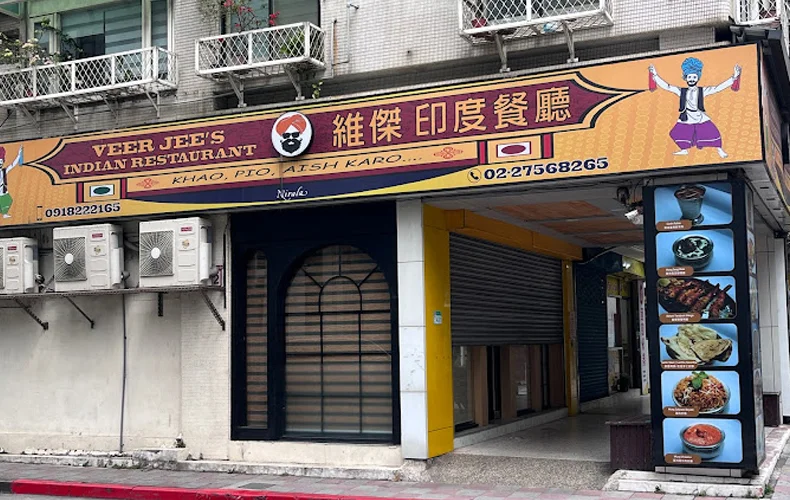 VEER JEE'S
INDIAN RESTAURANT
維傑 印度餐廳
KHAO, PIO, AISH KARO....
Nirula
0918222165
02-27568265